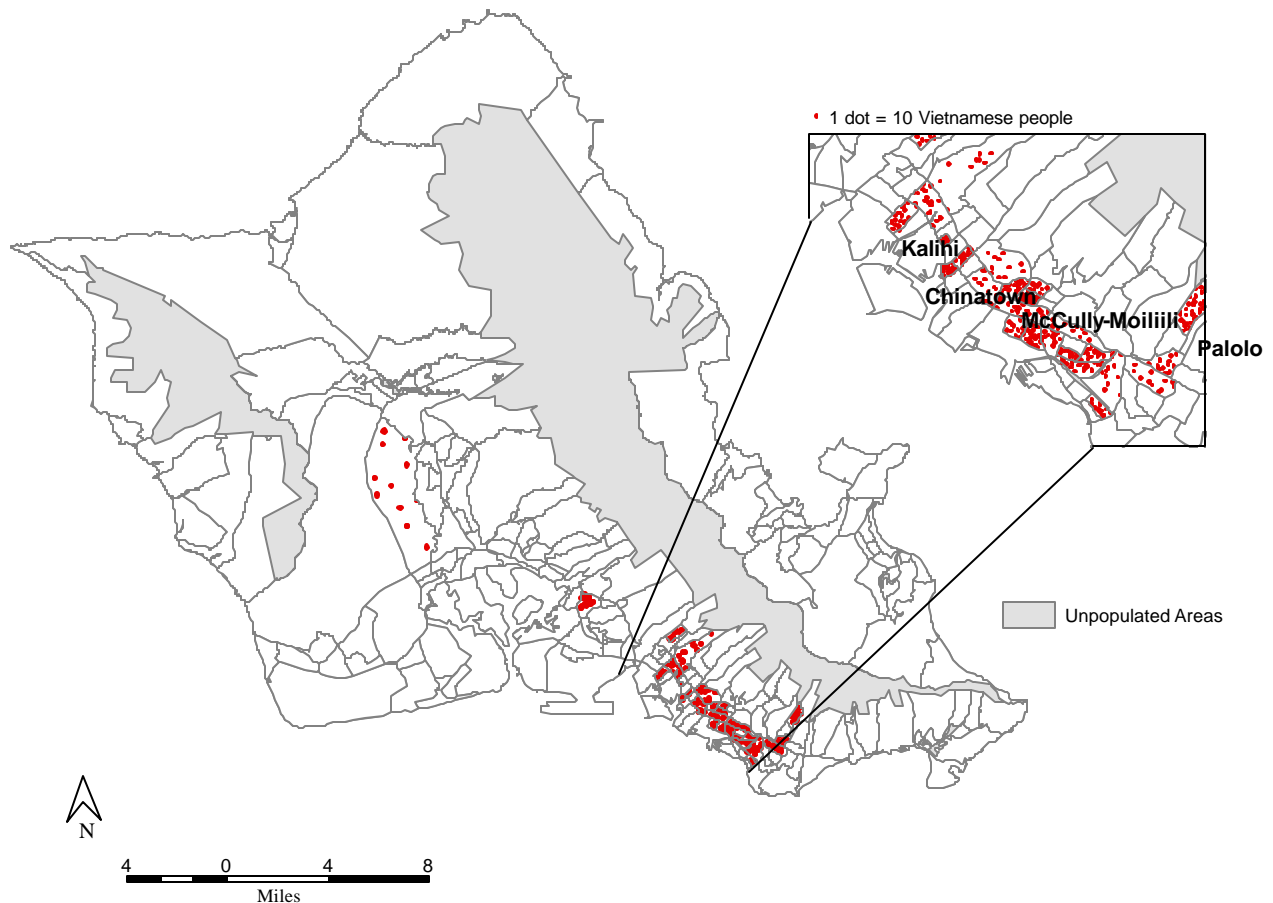 1 dot = 10 Vietnamese people
Kalihi
Chinatown
McCully-Moiliili
Palolo
Unpopulated Areas
N
4 0 4 8
Miles